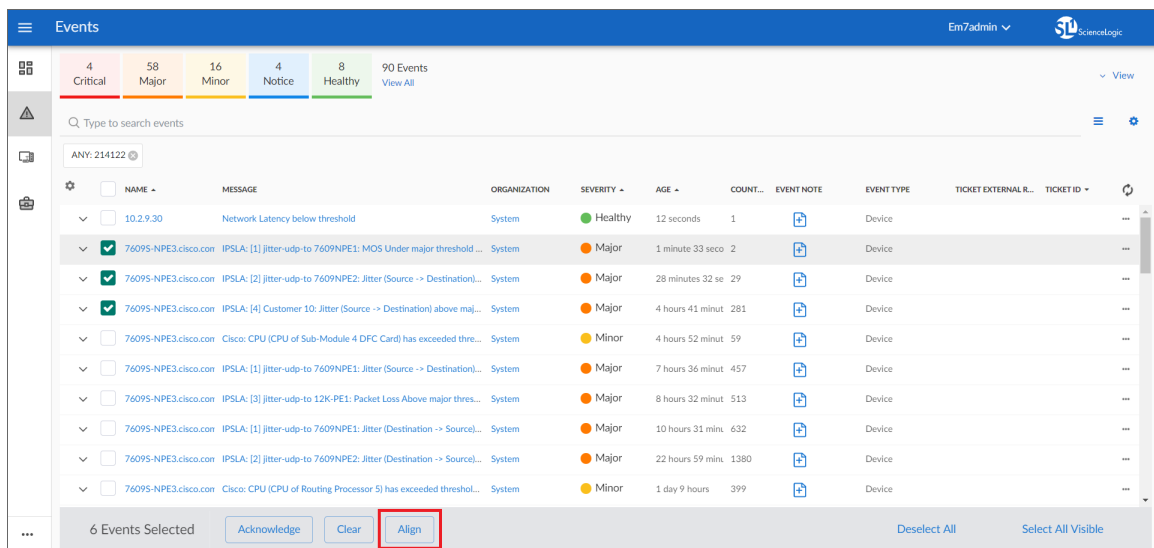 Events
Em7admin
SL ScienceLogic
4 Critical
58 Major
16 Minor
4 Notice
8 Healthy
90 Events
View All
View
Type to search events
ANY: 214122
NAME MESSAGE ORGANIZATION SEVERITY AGE COUNT... EVENT NOTE EVENT TYPE TICKET EXTERNAL R... TICKET ID
10.2.9.30 Network Latency below threshold System Healthy 12 seconds 1 Device ...
7609S-NPE3.cisco.com IPSLA: [1] jitter-udp-to 7609NPE1: MOS Under major threshold ... System Major 1 minute 33 seco 2 Device ...
7609S-NPE3.cisco.com IPSLA: [2] jitter-udp-to 7609NPE2: Jitter (Source -> Destination)... System Major 28 minutes 32 se 29 Device ...
7609S-NPE3.cisco.com IPSLA: [4] Customer 10: Jitter (Source -> Destination) above maj... System Major 4 hours 41 minut 281 Device ...
7609S-NPE3.cisco.com Cisco: CPU (CPU of Sub-Module 4 DFC Card) has exceeded thre... System Minor 4 hours 52 minut 59 Device ...
7609S-NPE3.cisco.com IPSLA: [1] jitter-udp-to 7609NPE1: Jitter (Source -> Destination)... System Major 7 hours 36 minut 457 Device ...
7609S-NPE3.cisco.com IPSLA: [3] jitter-udp-to 12K-PE1: Packet Loss Above major thres... System Major 8 hours 32 minut 513 Device ...
7609S-NPE3.cisco.com IPSLA: [1] jitter-udp-to 7609NPE1: Jitter (Destination -> Source)... System Major 10 hours 31 minu 632 Device ...
7609S-NPE3.cisco.com IPSLA: [2] jitter-udp-to 7609NPE2: Jitter (Destination -> Source)... System Major 22 hours 59 minu 1380 Device ...
7609S-NPE3.cisco.com Cisco: CPU (CPU of Routing Processor 5) has exceeded threshol... System Minor 1 day 9 hours 399 Device ...
6 Events Selected Acknowledge Clear Align Deselect All Select All Visible